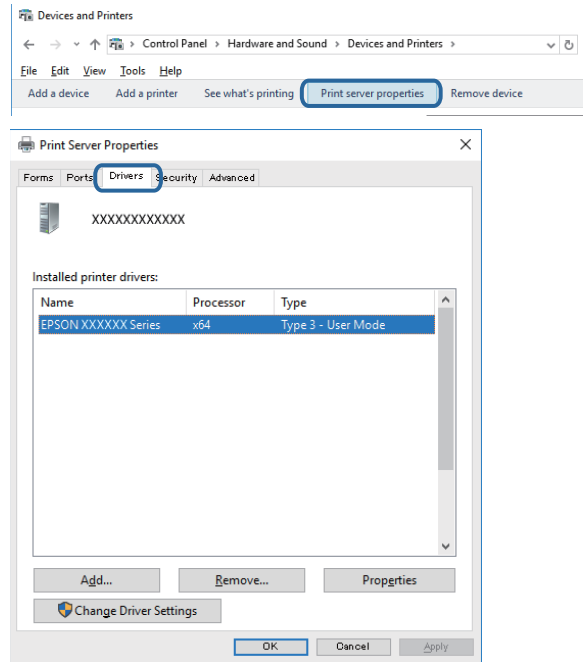 Devices and Printers
Control Panel > Hardware and Sound > Devices and Printers >
File Edit View Tools Help
Add a device Add a printer See what's printing Print server properties Remove device
Print Server Properties
Forms Ports Drivers Security Advanced
XXXXXXXXXXXX
Installed printer drivers:
Name Processor Type
EPSON XXXXXX Series x64 Type 3 - User Mode
Add... Remove... Properties
Change Driver Settings
OK Cancel Apply